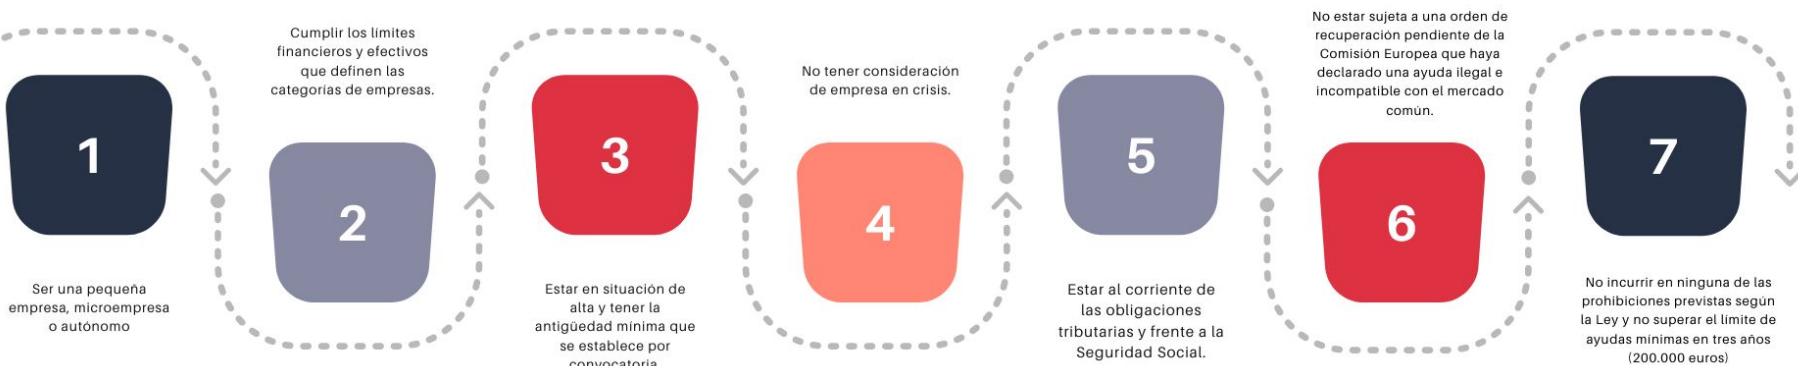 1
Ser una pequeña
empresa, microempresa
o autónomo
Cumplir los límites
financieros y efectivos
que definen las
categorías de empresas.
2
3
Estar en situación de
alta y tener la
antigüedad mínima que
se establece por
convocatoria
No tener consideración
de empresa en crisis.
4
5
Estar al corriente de
las obligaciones
tributarias y frente a la
Seguridad Social.
No estar sujeta a una orden de
recuperación pendiente de la
Comisión Europea que haya
declarado una ayuda ilegal e
incompatible con el mercado
común.
6
7
No incurrir en ninguna de las
prohibiciones previstas según
la Ley y no superar el límite de
ayudas mínimas en tres años
(200.000 euros)